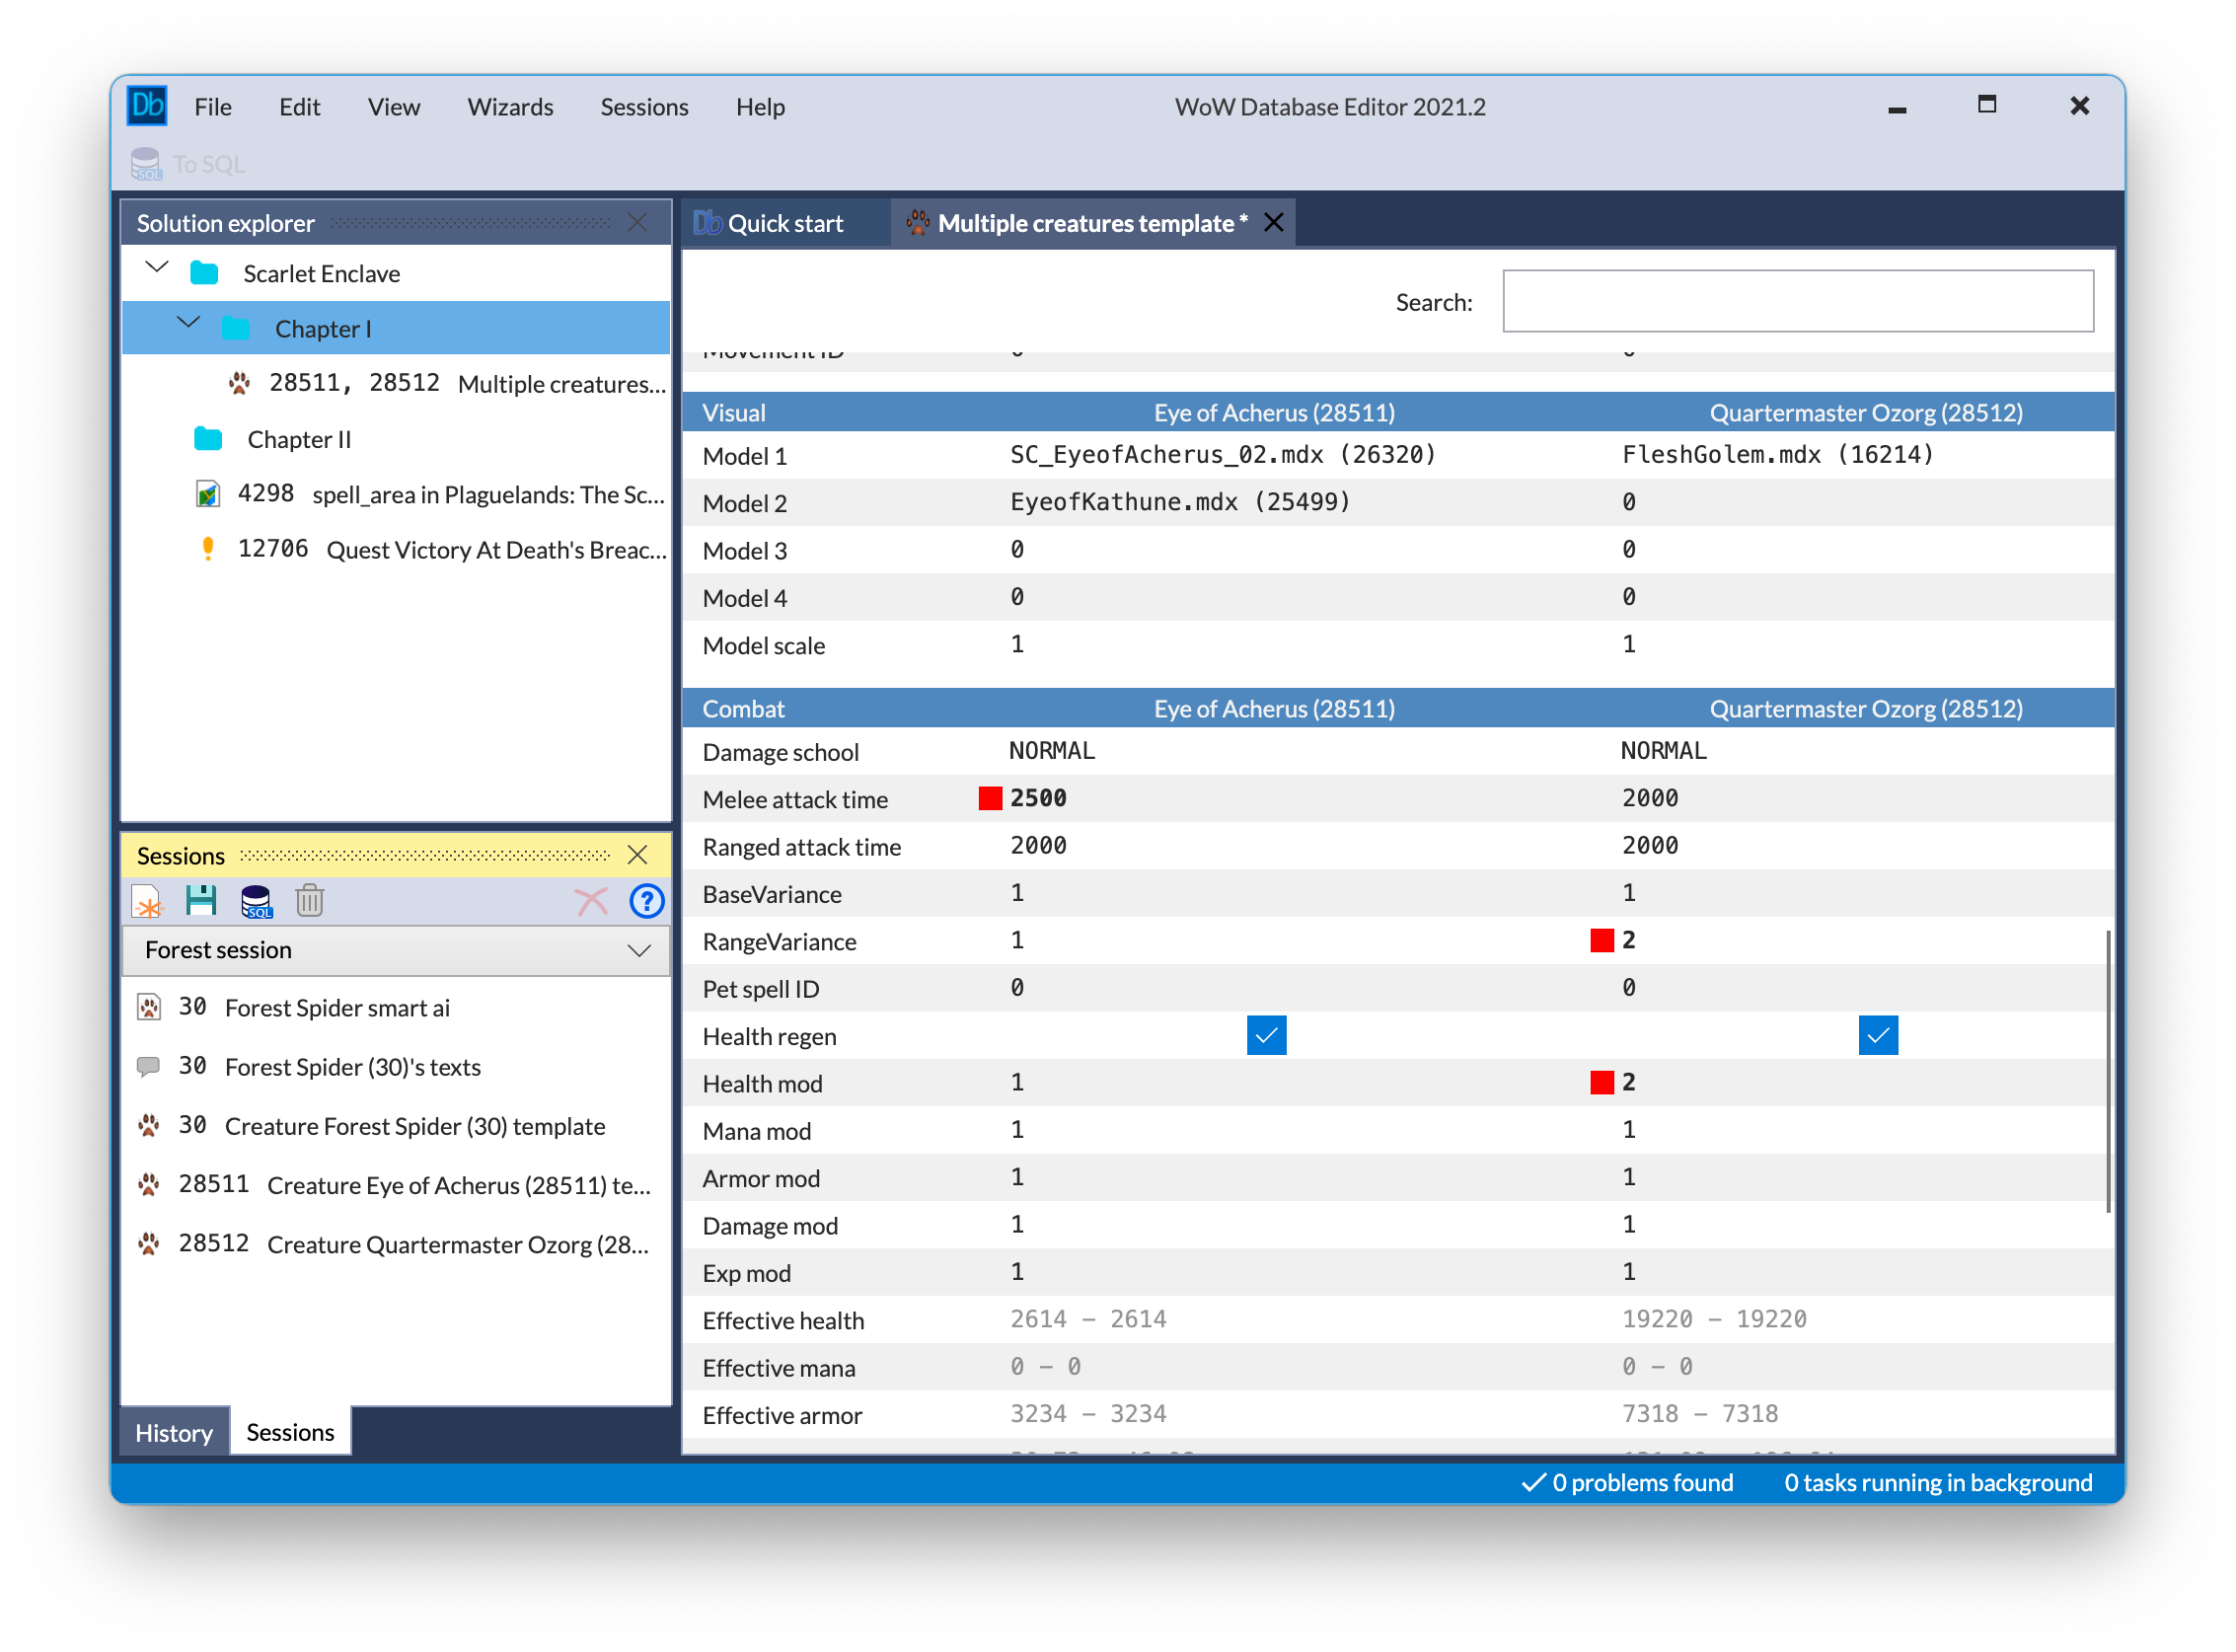 Db File Edit View Wizards Sessions Help WoW Database Editor 2021.2
SQL To SQL
Solution explorer
Scarlet Enclave
Chapter I
28511, 28512 Multiple creatures...
Chapter II
4298 spell_area in Plaguelands: The Sc...
12706 Quest Victory At Death's Breac...
Sessions
SQL
?
Forest session
30 Forest Spider smart ai
30 Forest Spider (30)'s texts
30 Creature Forest Spider (30) template
28511 Creature Eye of Acherus (28511) te...
28512 Creature Quartermaster Ozorg (28...
History Sessions
Db Quick start Multiple creatures template *
Search:
Movement ID 0 0
Visual Eye of Acherus (28511) Quartermaster Ozorg (28512)
Model 1 SC_EyeofAcherus_02.mdx (26320) FleshGolem.mdx (16214)
Model 2 EyeofKathune.mdx (25499) 0
Model 3 0 0
Model 4 0 0
Model scale 1 1
Combat Eye of Acherus (28511) Quartermaster Ozorg (28512)
Damage school NORMAL NORMAL
Melee attack time 2500 2000
Ranged attack time 2000 2000
BaseVariance 1 1
RangeVariance 1 2
Pet spell ID 0 0
Health regen
Health mod 1 2
Mana mod 1 1
Armor mod 1 1
Damage mod 1 1
Exp mod 1 1
Effective health 2614 - 2614 19220 - 19220
Effective mana 0 - 0 0 - 0
Effective armor 3234 - 3234 7318 - 7318
0 problems found 0 tasks running in background